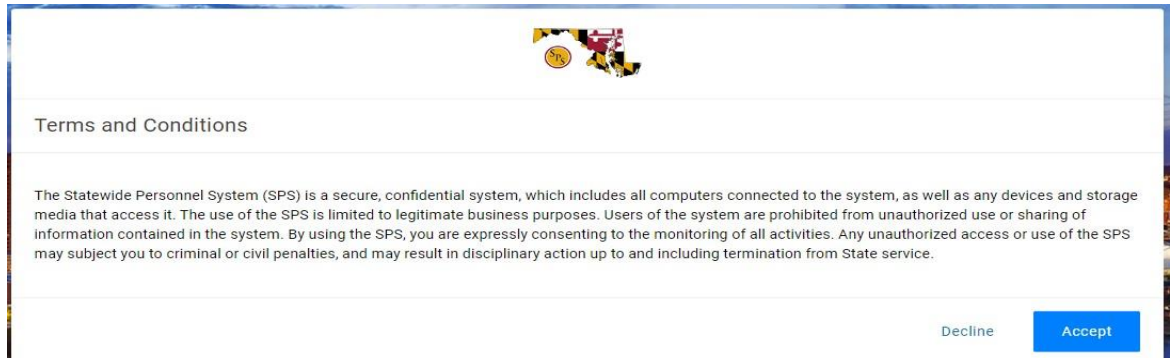 SPS
Terms and Conditions
The Statewide Personnel System (SPS) is a secure, confidential system, which includes all computers connected to the system, as well as any devices and storage
media that access it. The use of the SPS is limited to legitimate business purposes. Users of the system are prohibited from unauthorized use or sharing of
information contained in the system. By using the SPS, you are expressly consenting to the monitoring of all activities. Any unauthorized access or use of the SPS
may subject you to criminal or civil penalties, and may result in disciplinary action up to and including termination from State service.
Decline Accept